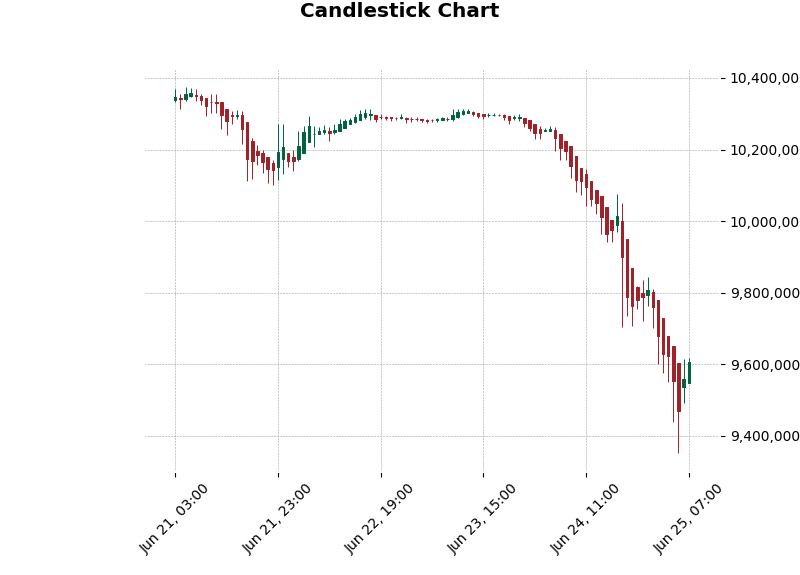 Candlestick Chart
10,400,00
10,200,00
10,000,00
9,800,000
9,600,000
9,400,000
Jun 21, 03:00
Jun 21, 23:00
Jun 22, 19:00
Jun 23, 15:00
Jun 24, 11:00
Jun 25, 07:00